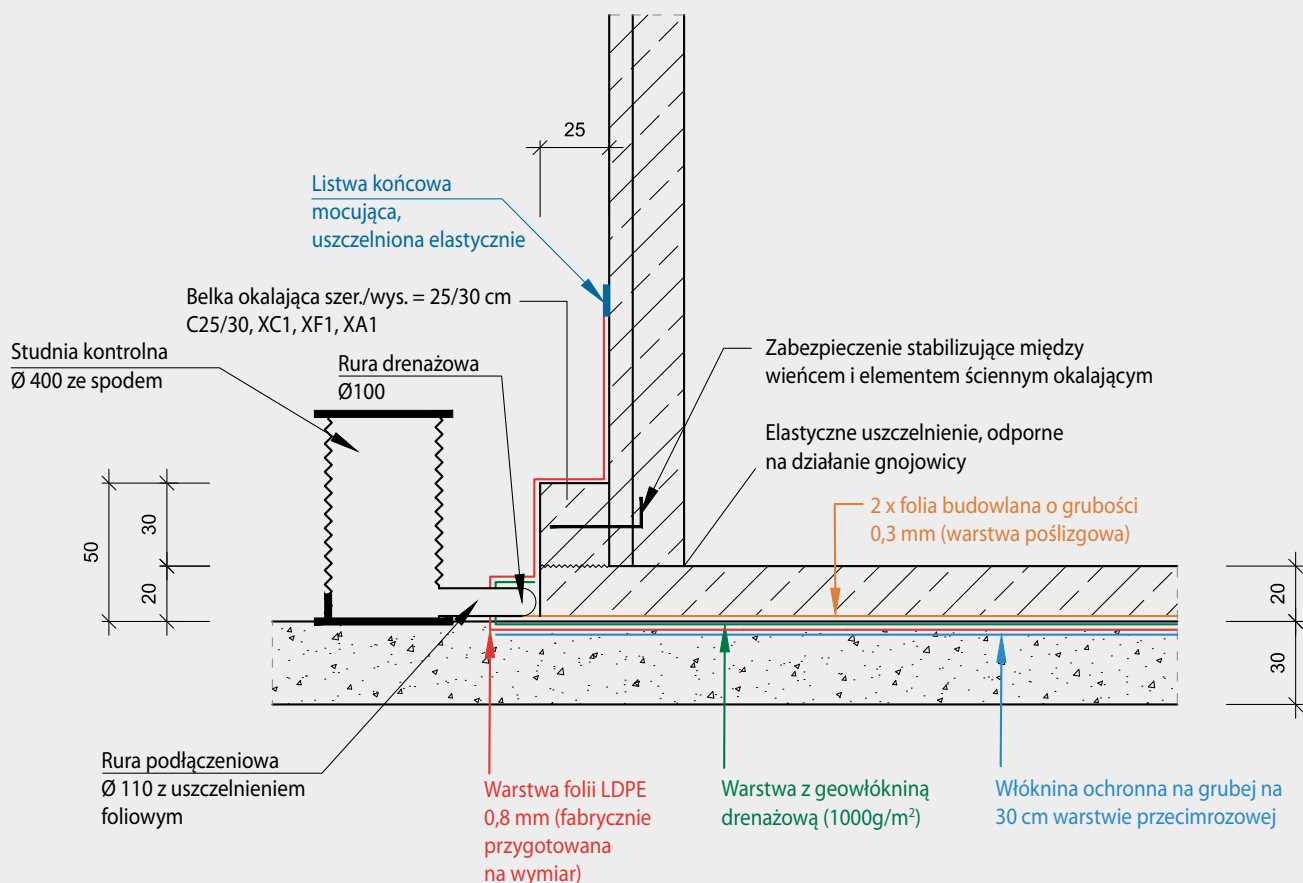 25
Listwa końcowa
mocująca,
uszczelniona elastycznie
Belka okalająca szer./wys. = 25/30 cm
C25/30, XC1, XF1, XA1
Studnia kontrolna
Ø 400 ze spodem
Rura drenażowa
Ø100
Zabezpieczenie stabilizujące między
wieńcem i elementem ściennym okalającym
Elastyczne uszczelnienie, odporne
na działanie gnojowicy
2 x folia budowlana o grubości
0,3 mm (warstwa poślizgowa)
50
30
20
20
30
Rura podłączeniowa
Ø 110 z uszczelnieniem
foliowym
Warstwa folii LDPE
0,8 mm (fabrycznie
przygotowana
na wymiar)
Warstwa z geowłókniną
drenażową (1000g/m²)
Włóknina ochronna na grubej na
30 cm warstwie przecimrozowej